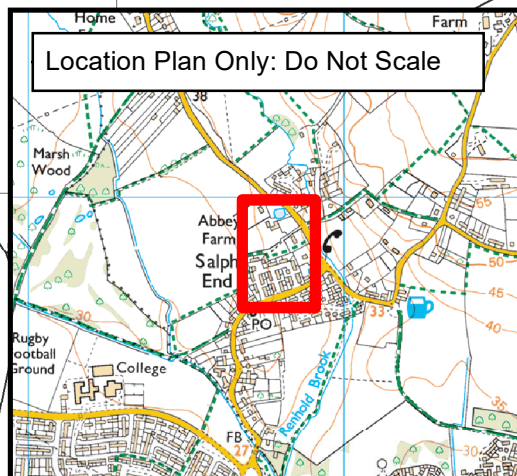 Home
Farm
Location Plan Only: Do Not Scale
38
Marsh
Wood
Abbey
Farm
Salph
End
55
50
45
40
30
33
PO
Rugby
Football
Ground
College
Renhold Brook
35
FB
27
30